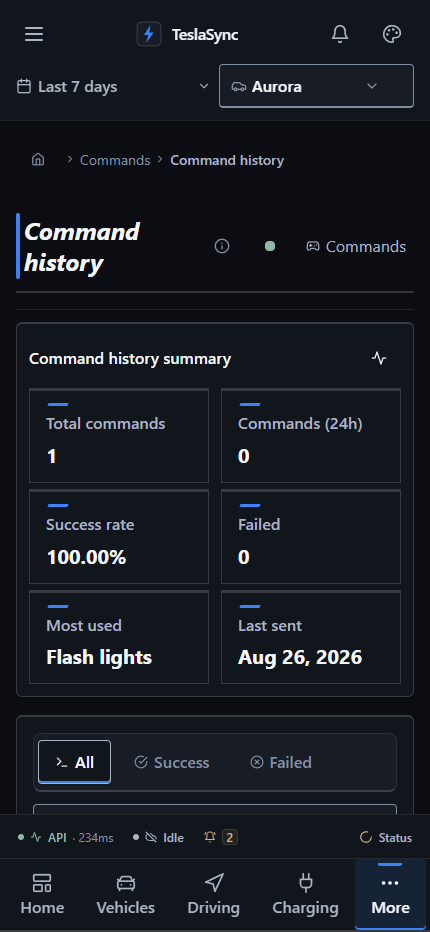 TeslaSync
Last 7 days
Aurora
Commands
Command history
Command
history
Commands
Command history summary
Total commands
1
Commands (24h)
0
Success rate
100.00%
Failed
0
Most used
Flash lights
Last sent
Aug 26, 2026
All
Success
Failed
API · 234ms
Idle
2
Status
Home
Vehicles
Driving
Charging
More